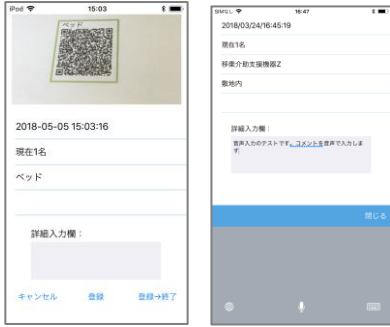 iPod 15:03
ベッド
2018-05-05 15:03:16
現在1名
ベッド
詳細入力欄：
キャンセル 登録 登録→終了
SIMなし 16:47
2018/03/24/16:45:19
現在1名
移乗介助支援機器Z
敷地内
詳細入力欄：
音声入力のテストです。コメントを音声で入力しま
す
閉じる